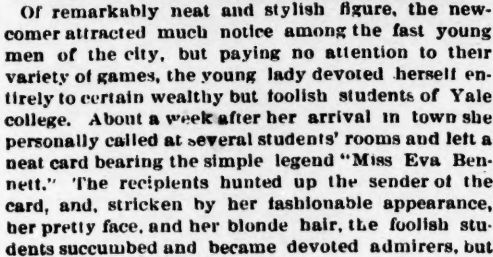 Of remarkably neat and stylish figure, the new-
comer attracted much notice among the fast young
men of the city, but paying no attention to their
variety of games, the young lady devoted herself en-
tirely to certain wealthy but foolish students of Yale
college. About a week after her arrival in town she
personally called at several students' rooms and left a
neat card bearing the simple legend "Miss Eva Ben-
nett." The recipients hunted up the sender of the
card, and, stricken by her fashionable appearance,
her pretty face, and her blonde hair, the foolish stu-
dents succumbed and became devoted admirers, but